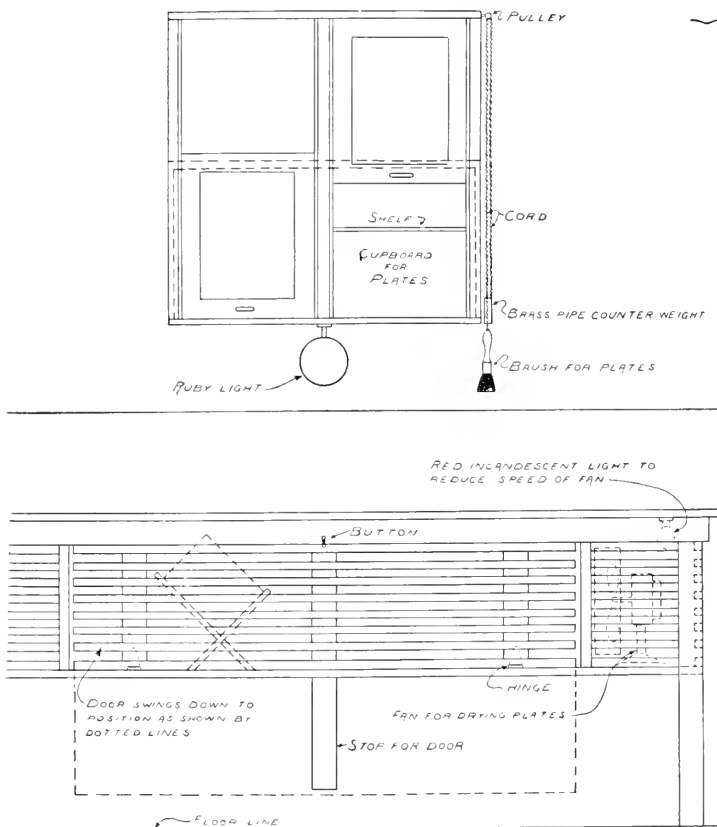 PULLEY
SHELF
CORD
CUPBOARD
FOR
PLATES
BRASS PIPE COUNTER WEIGHT
BRUSH FOR PLATES
RUBY LIGHT
RED INCANDESCENT LIGHT TO
REDUCE SPEED OF FAN
BUTTON
DOOR SWINGS DOWN TO
POSITION AS SHOWN BY
DOTTED LINES
HINGE
FAN FOR DRYING PLATES
STOP FOR DOOR
FLOOR LINE